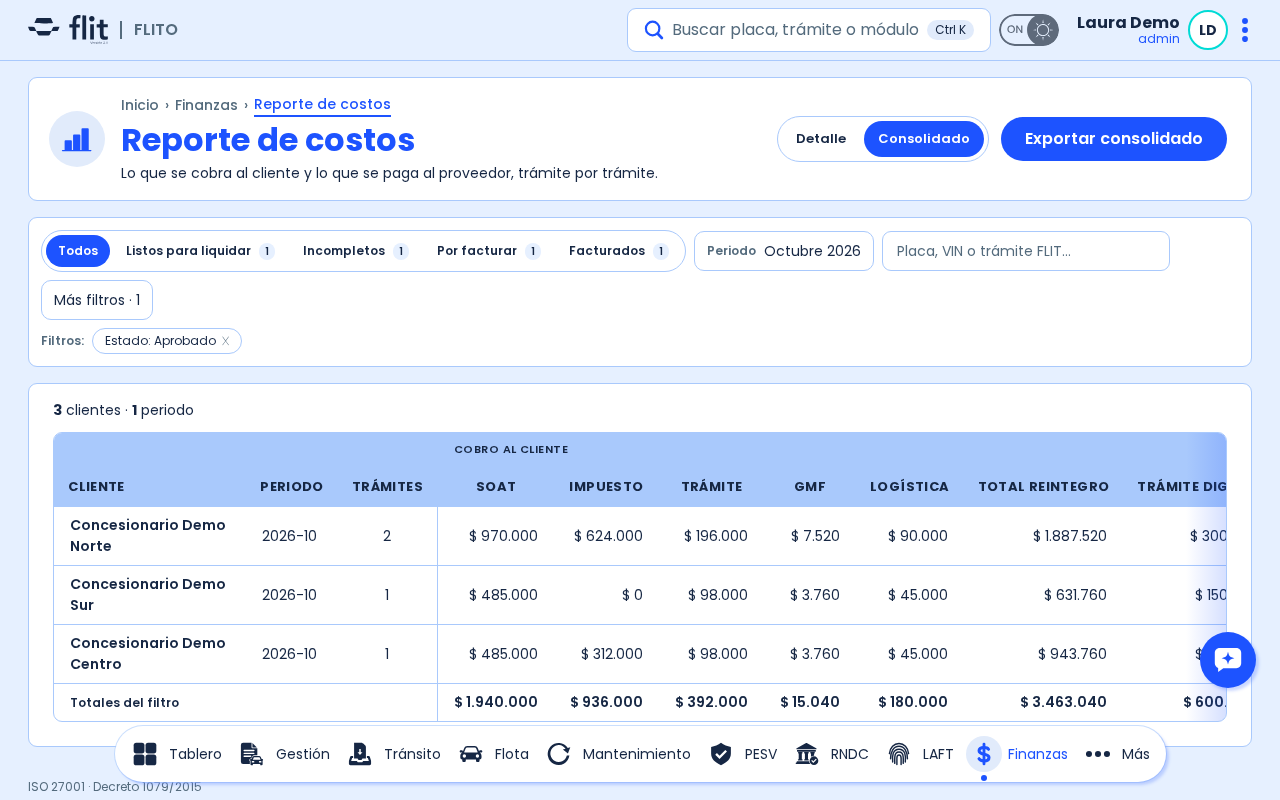 flit
FLITO
Buscar placa, trámite o módulo
Ctrl K
ON
Laura Demo
admin
LD
Inicio › Finanzas › Reporte de costos
Reporte de costos
Lo que se cobra al cliente y lo que se paga al proveedor, trámite por trámite.
Detalle
Consolidado
Exportar consolidado
Todos
Listos para liquidar 1
Incompletos 1
Por facturar 1
Facturados 1
Periodo Octubre 2026
Placa, VIN o trámite FLIT...
Más filtros · 1
Filtros: Estado: Aprobado X
3 clientes · 1 periodo
COBRO AL CLIENTE
CLIENTE PERIODO TRÁMITES SOAT IMPUESTO TRÁMITE GMF LOGÍSTICA TOTAL REINTEGRO TRÁMITE DIG
Concesionario Demo Norte 2026-10 2 $ 970.000 $ 624.000 $ 196.000 $ 7.520 $ 90.000 $ 1.887.520 $ 300
Concesionario Demo Sur 2026-10 1 $ 485.000 $ 0 $ 98.000 $ 3.760 $ 45.000 $ 631.760 $ 150
Concesionario Demo Centro 2026-10 1 $ 485.000 $ 312.000 $ 98.000 $ 3.760 $ 45.000 $ 943.760 $
Totales del filtro $ 1.940.000 $ 936.000 $ 392.000 $ 15.040 $ 180.000 $ 3.463.040 $ 600.
Tablero
Gestión
Tránsito
Flota
Mantenimiento
PESV
RNDC
LAFT
Finanzas
Más
ISO 27001 · Decreto 1079/2015